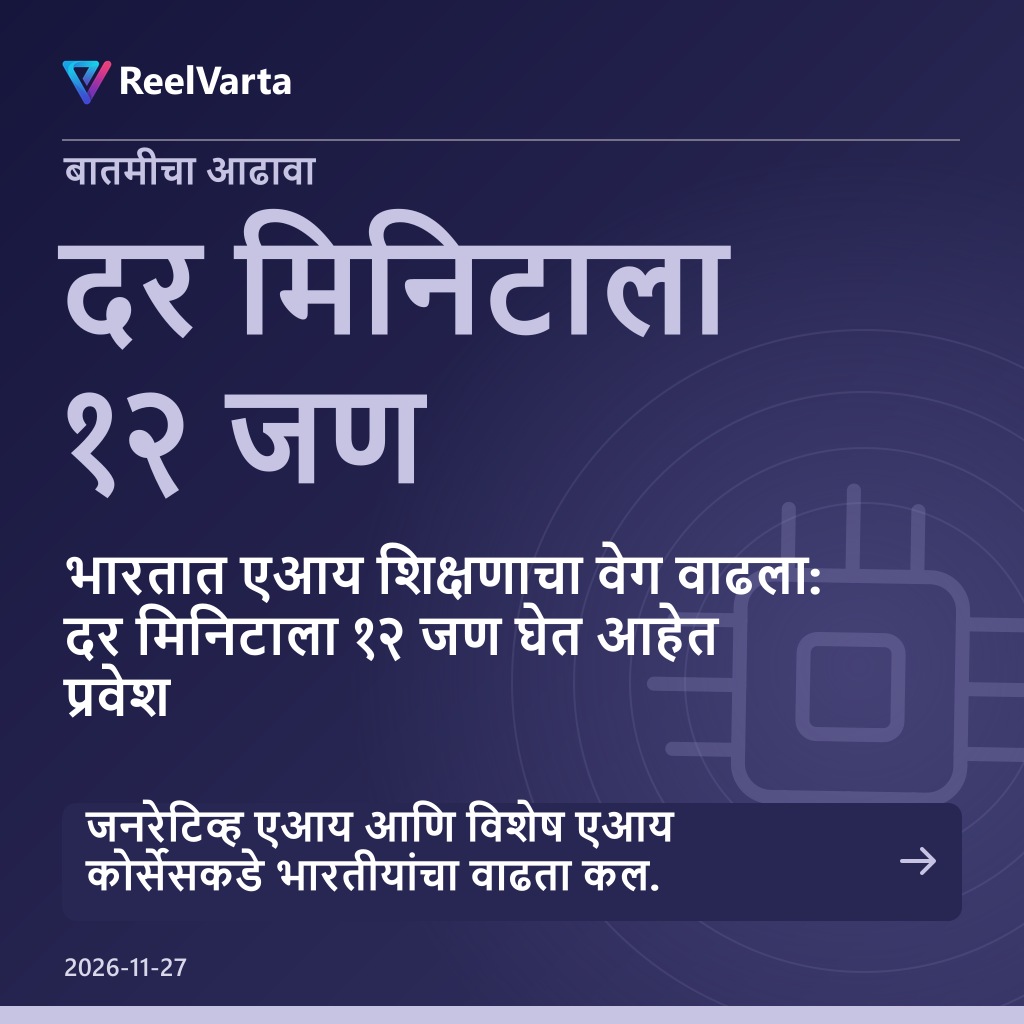 ReelVarta
बातमीचा आढावा
दर मिनिटाला
१२ जण
भारतात एआय शिक्षणाचा वेग वाढला:
दर मिनिटाला १२ जण घेत आहेत
प्रवेश
जनरेटिव्ह एआय आणि विशेष एआय
कोर्सेसकडे भारतीयांचा वाढता कल.
2026-11-27